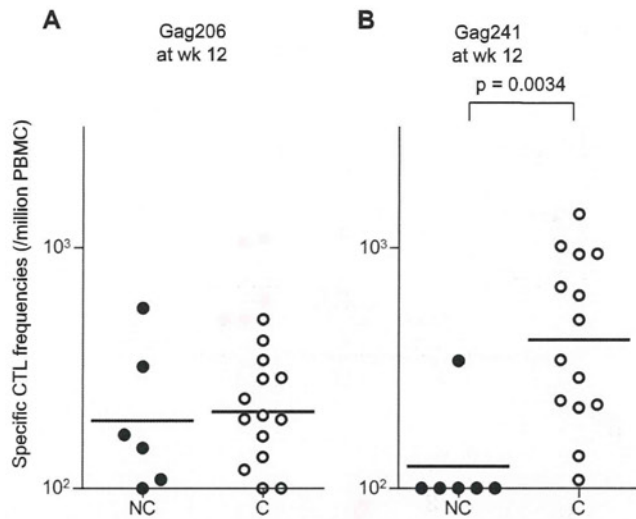 A
Gag206
at wk 12
B
Gag241
at wk 12
p = 0.0034
Specific CTL frequencies (/million PBMC)
10³
10²
NC
C
10³
10²
NC
C